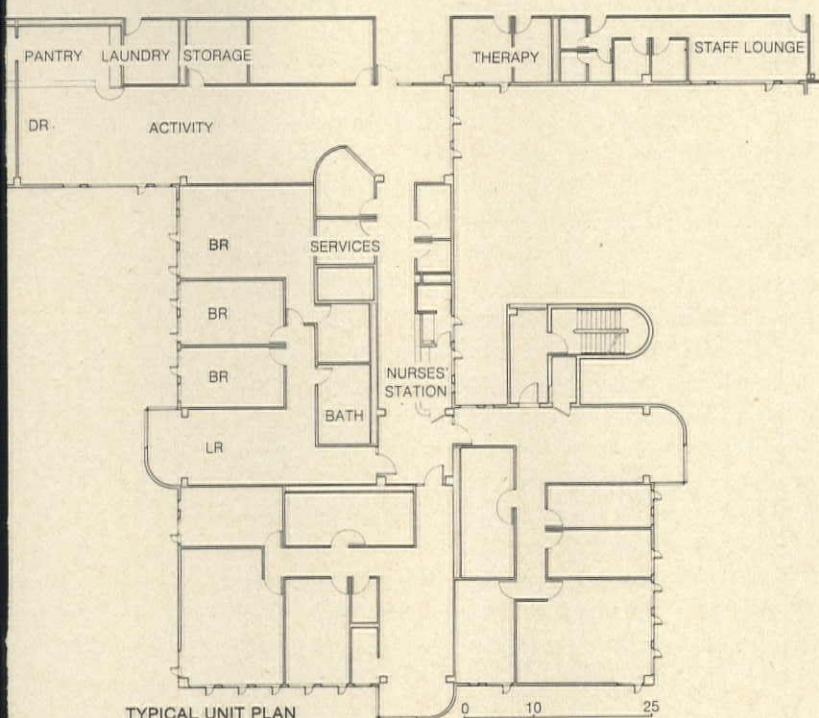 PANTRY
LAUNDRY
STORAGE
THERAPY
STAFF LOUNGE
DR.
ACTIVITY
BR
SERVICES
BR
BR
NURSES'
STATION
BATH
LR
TYPICAL UNIT PLAN
0 10 25